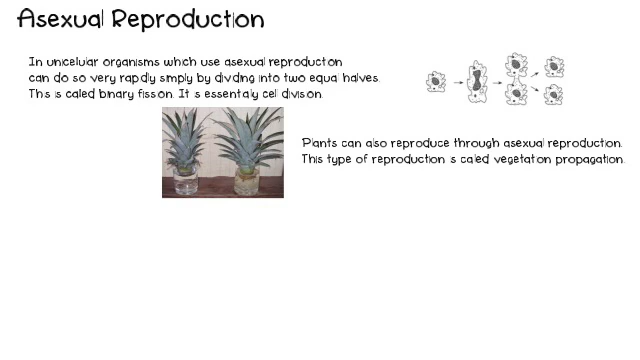 Asexual Reproduction
In unicelular organisms which use asexual reproduction
can do so very rapidly simply by dividing into two equal halves.
This is called binary fission. It is essentialy cell division.
Plants can also reproduce through asexual reproduction.
This type of reproduction is called vegetation propagation.